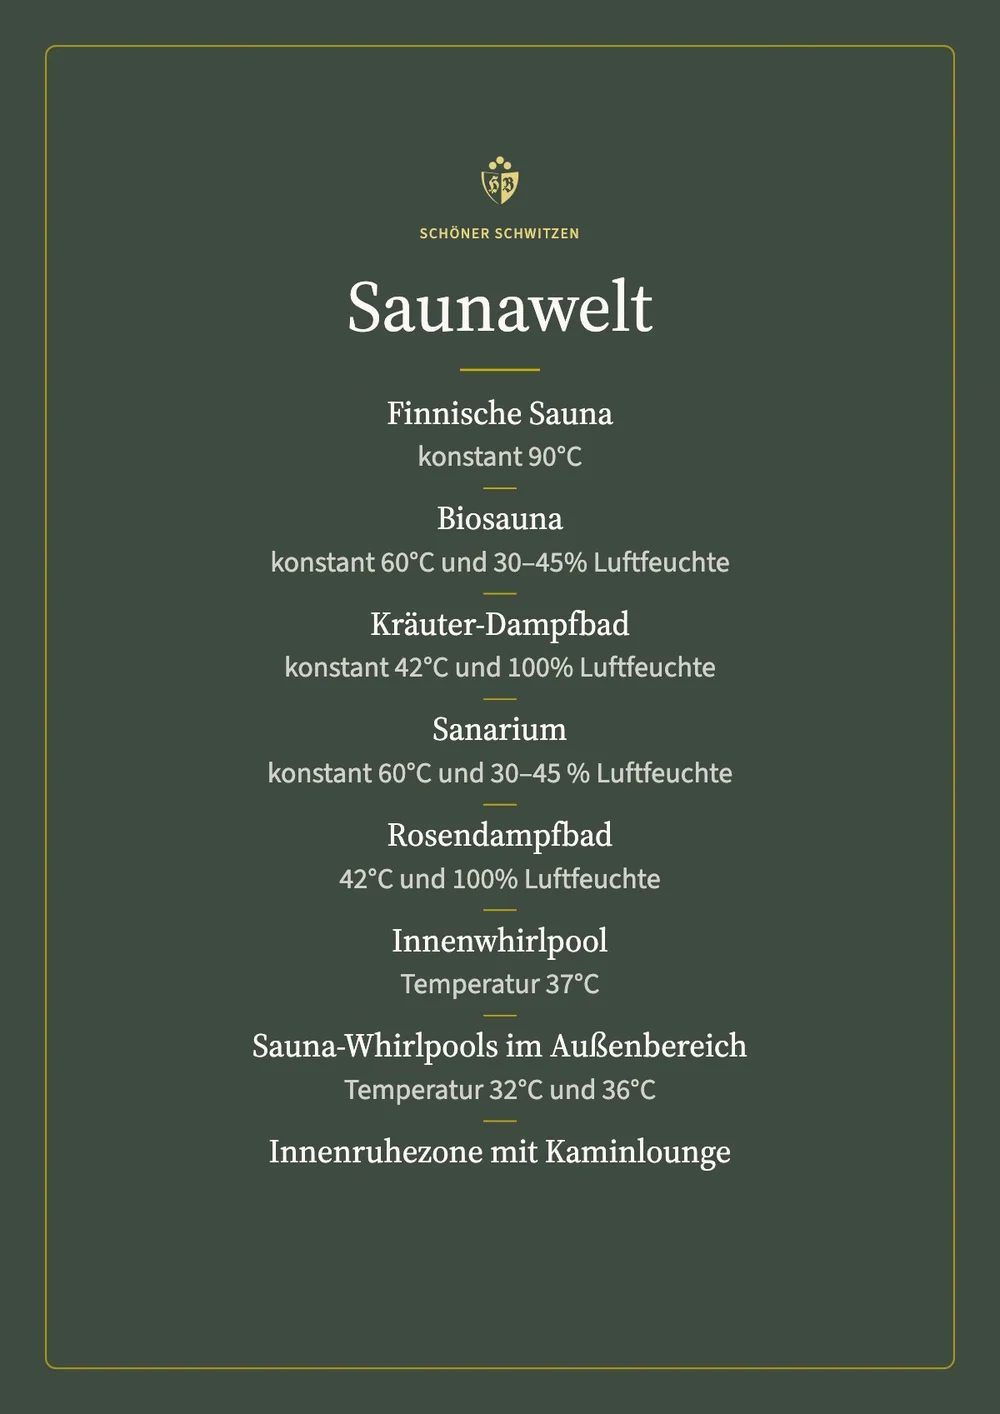 HB
SCHÖNER SCHWITZEN
Saunawelt
Finnische Sauna
konstant 90°C
Biosauna
konstant 60°C und 30–45% Luftfeuchte
Kräuter-Dampfbad
konstant 42°C und 100% Luftfeuchte
Sanarium
konstant 60°C und 30–45 % Luftfeuchte
Rosendampfbad
42°C und 100% Luftfeuchte
Innenwhirlpool
Temperatur 37°C
Sauna-Whirlpools im Außenbereich
Temperatur 32°C und 36°C
Innenruhezone mit Kaminlounge